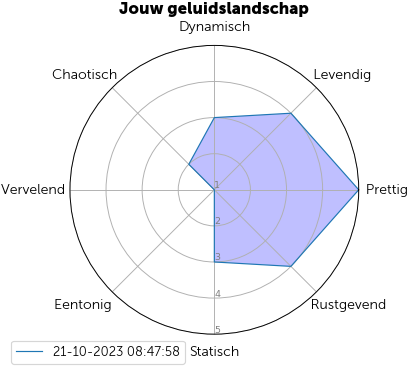 Jouw geluidslandschap
Dynamisch
Chaotisch
Levendig
Vervelend
1
Prettig
2
3
4
Eentonig
Rustgevend
5
21-10-2023 08:47:58
Statisch